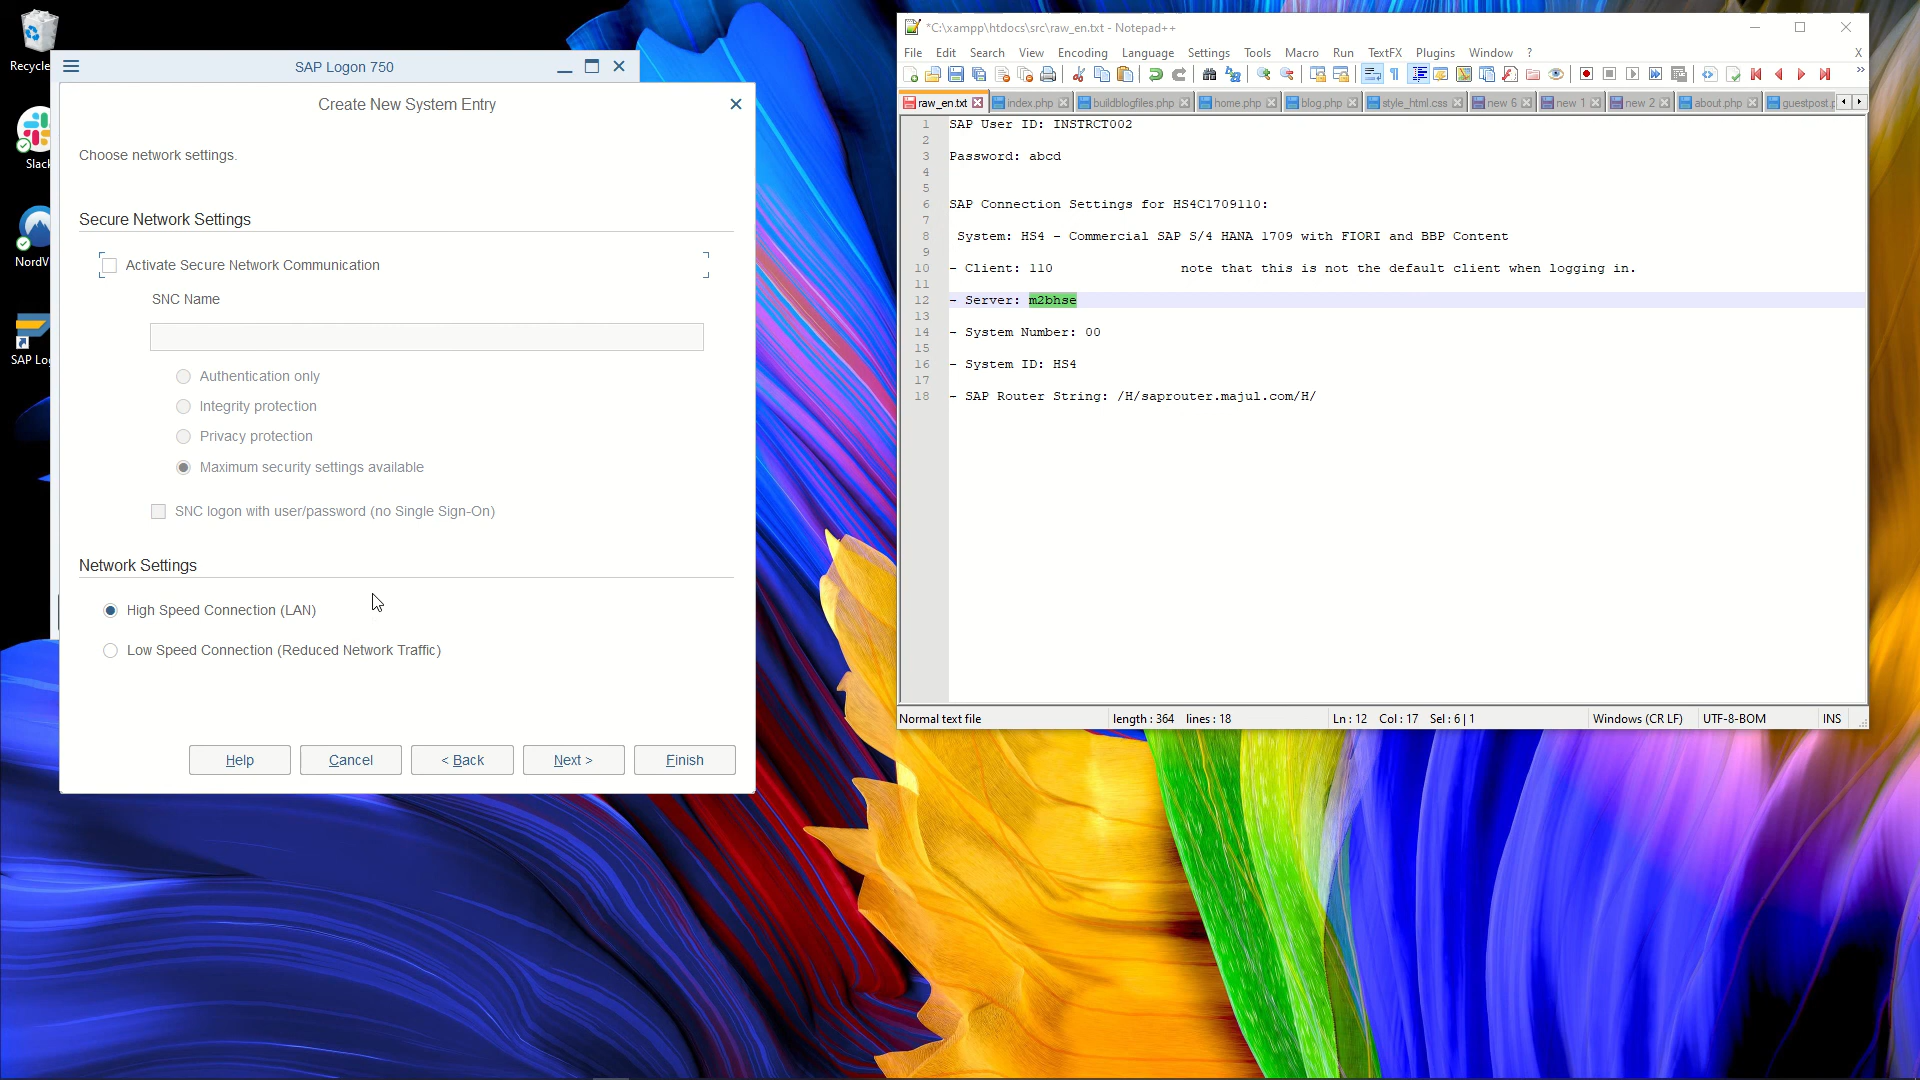 Recycle
Slack
NordV
SAP Lo
SAP Logon 750
Create New System Entry
Choose network settings.
Secure Network Settings
Activate Secure Network Communication
SNC Name
Authentication only
Integrity protection
Privacy protection
Maximum security settings available
SNC logon with user/password (no Single Sign-On)
Network Settings
High Speed Connection (LAN)
Low Speed Connection (Reduced Network Traffic)
Help Cancel < Back Next > Finish
*C:\xampp\htdocs\src\raw_en.txt - Notepad++
File Edit Search View Encoding Language Settings Tools Macro Run TextFX Plugins Window ? X
raw_en.txt index.php buildblogfiles.php home.php blog.php style_html.css new 6 new 1 new 2 about.php guestpost.p
1 SAP User ID: INSTRCT002
2
3 Password: abcd
4
5
6 SAP Connection Settings for HS4C1709110:
7
8 System: HS4 - Commercial SAP S/4 HANA 1709 with FIORI and BBP Content
9
10 - Client: 110 note that this is not the default client when logging in.
11
12 - Server: m2bhse
13
14 - System Number: 00
15
16 - System ID: HS4
17
18 - SAP Router String: /H/saprouter.majul.com/H/
Normal text file length : 364 lines : 18 Ln : 12 Col : 17 Sel : 6 | 1 Windows (CR LF) UTF-8-BOM INS